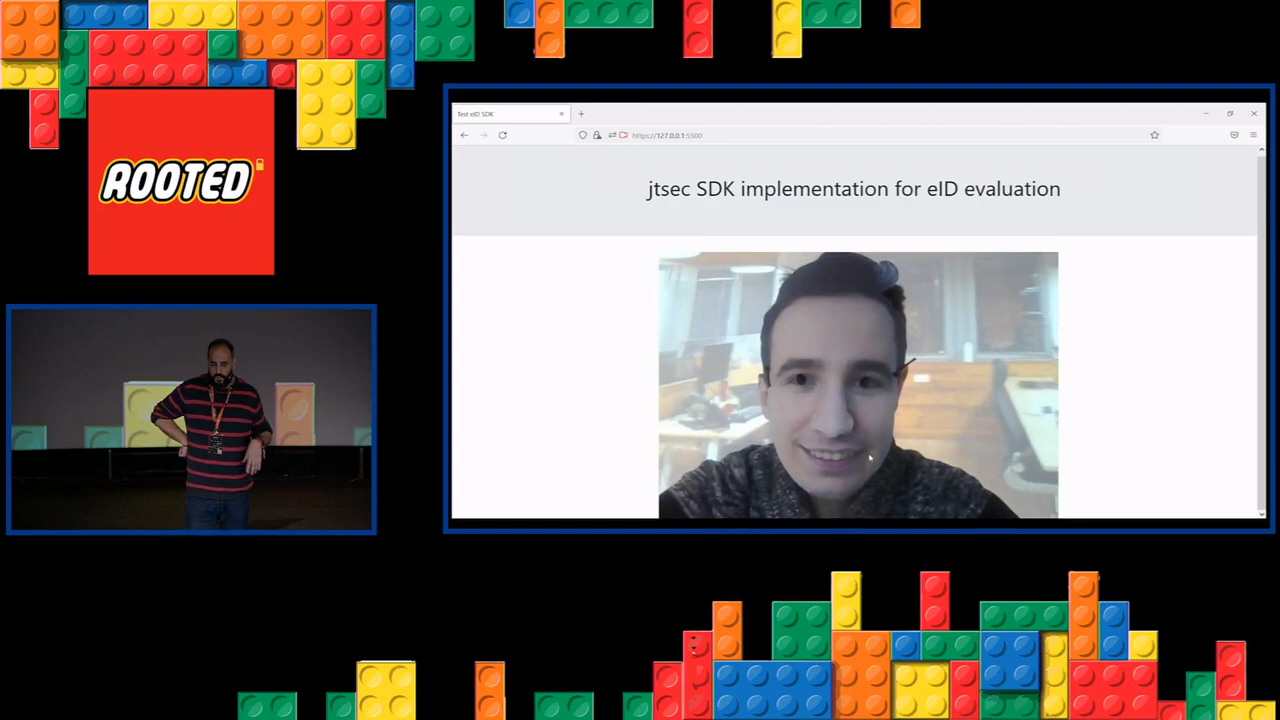 ROOTED
Test eID SDK
https://127.0.0.1:5500
jtsec SDK implementation for eID evaluation